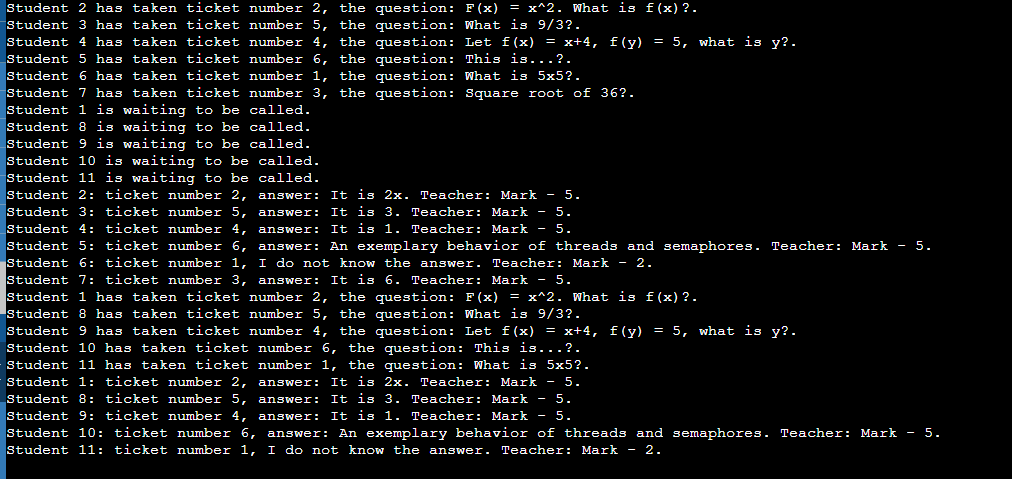 Student 2 has taken ticket number 2, the question: F(x) = x^2. What is f(x)?.
Student 3 has taken ticket number 5, the question: What is 9/3?.
Student 4 has taken ticket number 4, the question: Let f(x) = x+4, f(y) = 5, what is y?.
Student 5 has taken ticket number 6, the question: This is...?.
Student 6 has taken ticket number 1, the question: What is 5x5?.
Student 7 has taken ticket number 3, the question: Square root of 36?.
Student 1 is waiting to be called.
Student 8 is waiting to be called.
Student 9 is waiting to be called.
Student 10 is waiting to be called.
Student 11 is waiting to be called.
Student 2: ticket number 2, answer: It is 2x. Teacher: Mark - 5.
Student 3: ticket number 5, answer: It is 3. Teacher: Mark - 5.
Student 4: ticket number 4, answer: It is 1. Teacher: Mark - 5.
Student 5: ticket number 6, answer: An exemplary behavior of threads and semaphores. Teacher: Mark - 5.
Student 6: ticket number 1, I do not know the answer. Teacher: Mark - 2.
Student 7: ticket number 3, answer: It is 6. Teacher: Mark - 5.
Student 1 has taken ticket number 2, the question: F(x) = x^2. What is f(x)?.
Student 8 has taken ticket number 5, the question: What is 9/3?.
Student 9 has taken ticket number 4, the question: Let f(x) = x+4, f(y) = 5, what is y?.
Student 10 has taken ticket number 6, the question: This is...?.
Student 11 has taken ticket number 1, the question: What is 5x5?.
Student 1: ticket number 2, answer: It is 2x. Teacher: Mark - 5.
Student 8: ticket number 5, answer: It is 3. Teacher: Mark - 5.
Student 9: ticket number 4, answer: It is 1. Teacher: Mark - 5.
Student 10: ticket number 6, answer: An exemplary behavior of threads and semaphores. Teacher: Mark - 5.
Student 11: ticket number 1, I do not know the answer. Teacher: Mark - 2.